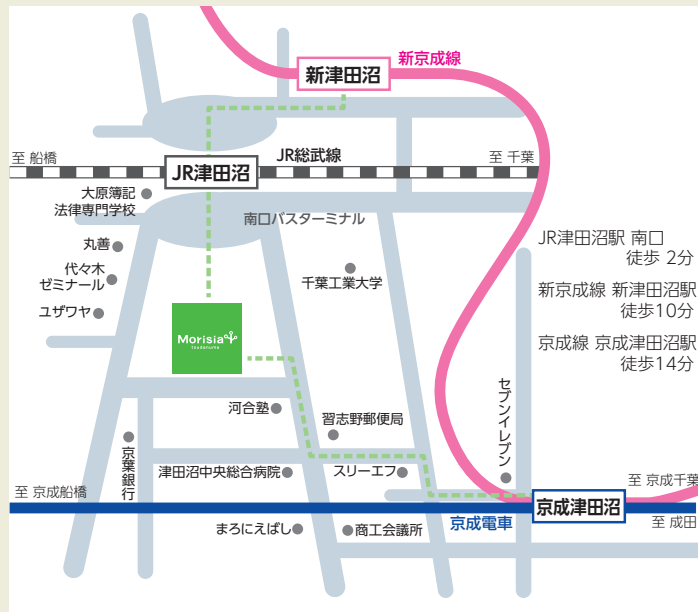 新京成線
新津田沼
至 船橋
JR総武線
至 千葉
JR津田沼
大原簿記
法律専門学校
南口バスターミナル
丸善
代々木
ゼミナール
千葉工業大学
ユザワヤ
JR津田沼駅 南口
徒歩 2分
新京成線 新津田沼駅
徒歩10分
京成線 京成津田沼駅
徒歩14分
Morisia
Tsudanuma
セブンイレブン
河合塾
習志野郵便局
京葉銀行
津田沼中央総合病院
スリーエフ
至 京成船橋
至 京成千葉
京成津田沼
京成電車
至 成田
まろにえばし
商工会議所